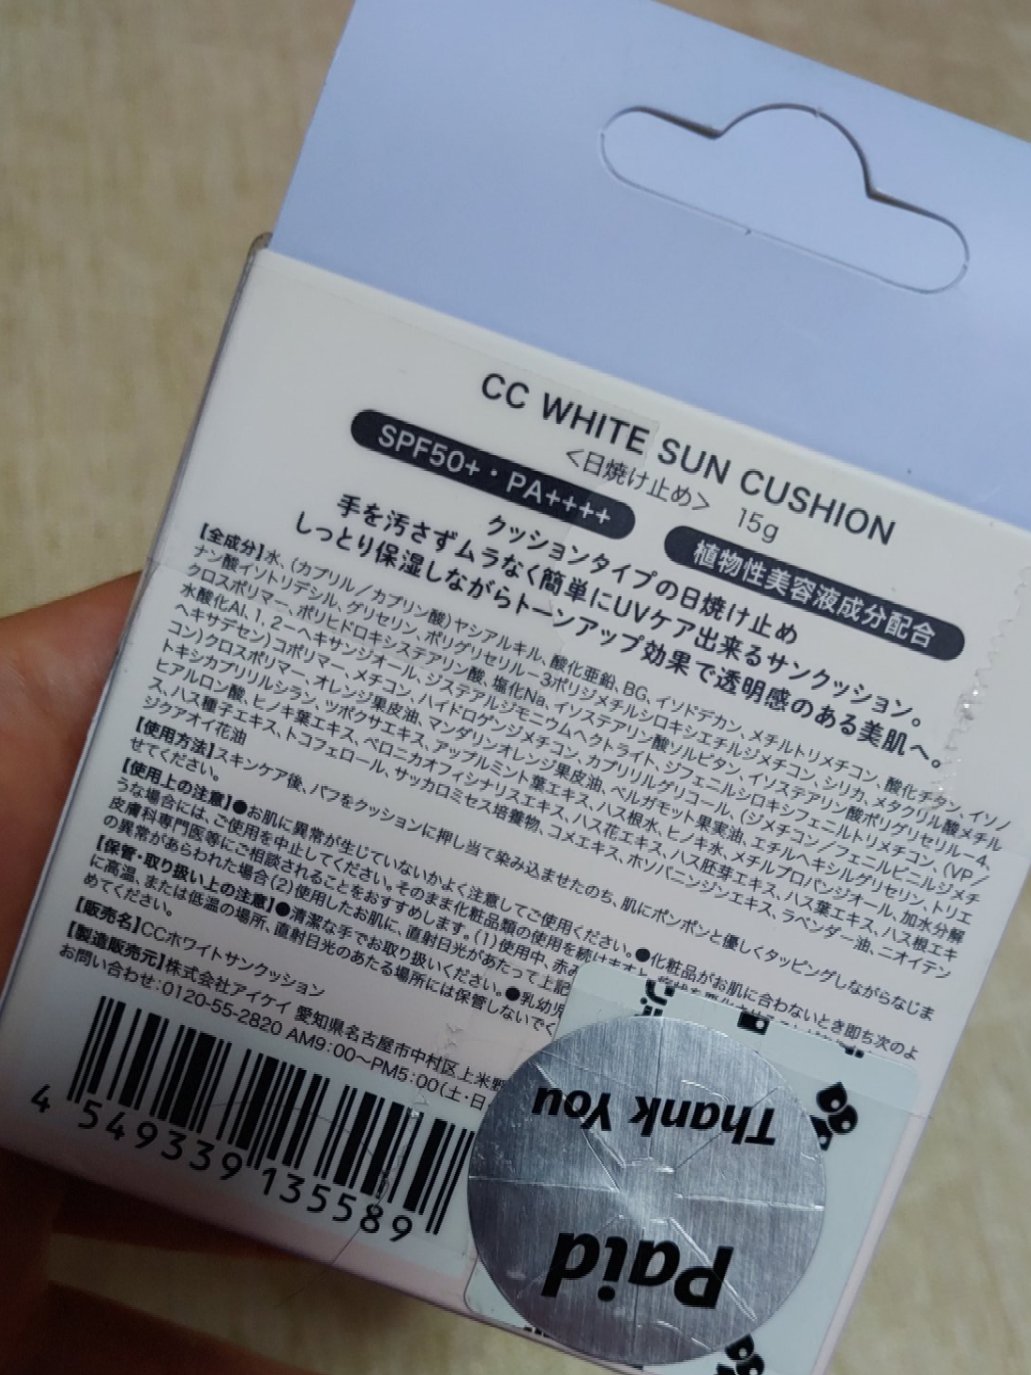 CC WHITE SUN CUSHION
<日焼け止め> 15g
SPF50+・PA++++
植物性美容液成分配合
クッションタイプの日焼け止め
手を汚さずムラなく簡単にUVケア出来るサンクッション。
しっとり保湿しながらトーンアップ効果で透明感のある美肌へ。
【全成分】水、(カプリル/カプリン酸)ヤシアルキル、酸化亜鉛、BG、イソドデカン、メチルトリメチコン、酸化チタン、イソノ
ナン酸イソトリデシル、グリセリン、ポリグリセリル-3ポリジメチルシロキシエチルジメチコン、シリカ、メタクリル酸メチル
クロスポリマー、ポリヒドロキシステアリン酸、塩化Na、イソステアリン酸ソルビタン、イソステアリン酸ポリグリセリル-4、
水酸化Al、1,2-ヘキサンジオール、ジステアルジモニウムヘクトライト、ジフェニルシロキシフェニルトリメチコン、(VP/
ヘキサデセン)コポリマー、メチコン、ハイドロゲンジメチコン、カプリリルグリコール、(ジメチコン/フェニルビニルジメチ
コン)クロスポリマー、オレンジ果皮油、マンダリンオレンジ果皮油、ベルガモット果実油、エチルヘキシルグリセリン、トリエ
トキシカプリリルシラン、ツボクサエキス、アップルミント葉エキス、ハス根水、ヒノキ水、メチルプロパンジオール、加水分解
ヒアルロン酸、ヒノキ葉エキス、ベロニカオフィシナリスエキス、ハス花エキス、ハス胚芽エキス、ハス葉エキス、ハス根エキ
ス、ハス種子エキス、トコフェロール、サッカロミセス培養物、コメエキス、ホソバニンジンエキス、ラベンダー油、ニオイテン
ジクアオイ花油
【使用方法】スキンケア後、パフをクッションに押し当て染み込ませたのち、肌にポンポンと優しくタッピングしながらなじま
せてください。
【使用上の注意】●お肌に異常が生じていないかよく注意してご使用ください。●化粧品がお肌に合わないとき即ち次のよ
うな場合には、ご使用を中止してください。そのまま化粧品類の使用を続けますと、症状を悪化させる
皮膚科専門医等にご相談されることをおすすめします。(1)使用中、赤み
の異常があらわれた場合(2)使用したお肌に、直射日光があたって上記
【保管・取り扱い上の注意】●清潔な手でお取り扱いください。●乳幼児
に高温、または低温の場所、直射日光のあたる場所には保管しないでく
めてください。
【販売名】CCホワイトサンクッション
【製造販売元】株式会社アイケイ 愛知県名古屋市中村区上米野
お問い合わせ:0120-55-2820 AM9:00〜PM5:00(土・日
4 549339 135589
Thank You
Paid